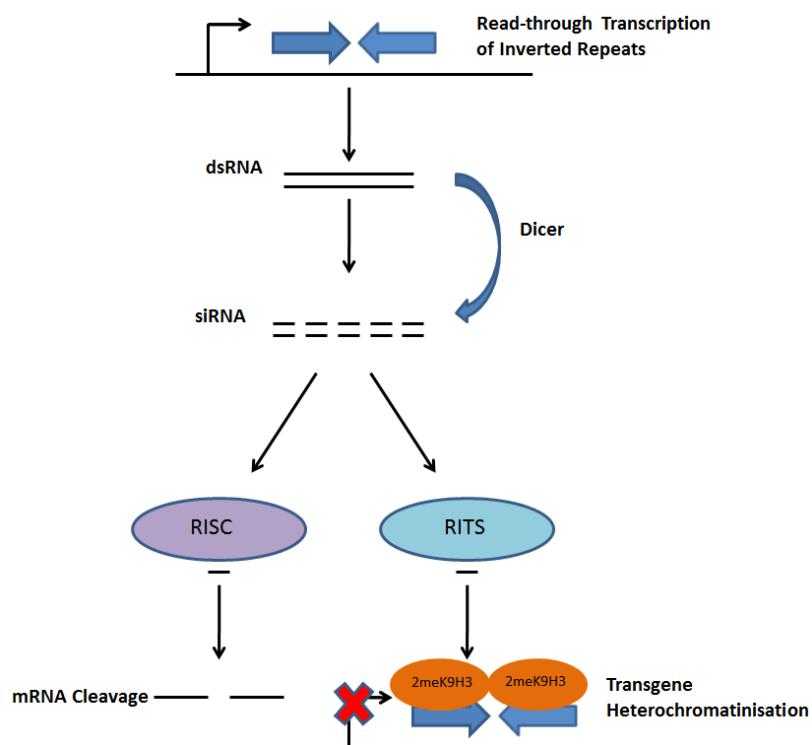 Read-through Transcription
of Inverted Repeats
dsRNA
Dicer
siRNA
RISC
RITS
2meK9H3
2meK9H3
mRNA Cleavage
Transgene
Heterochromatinisation